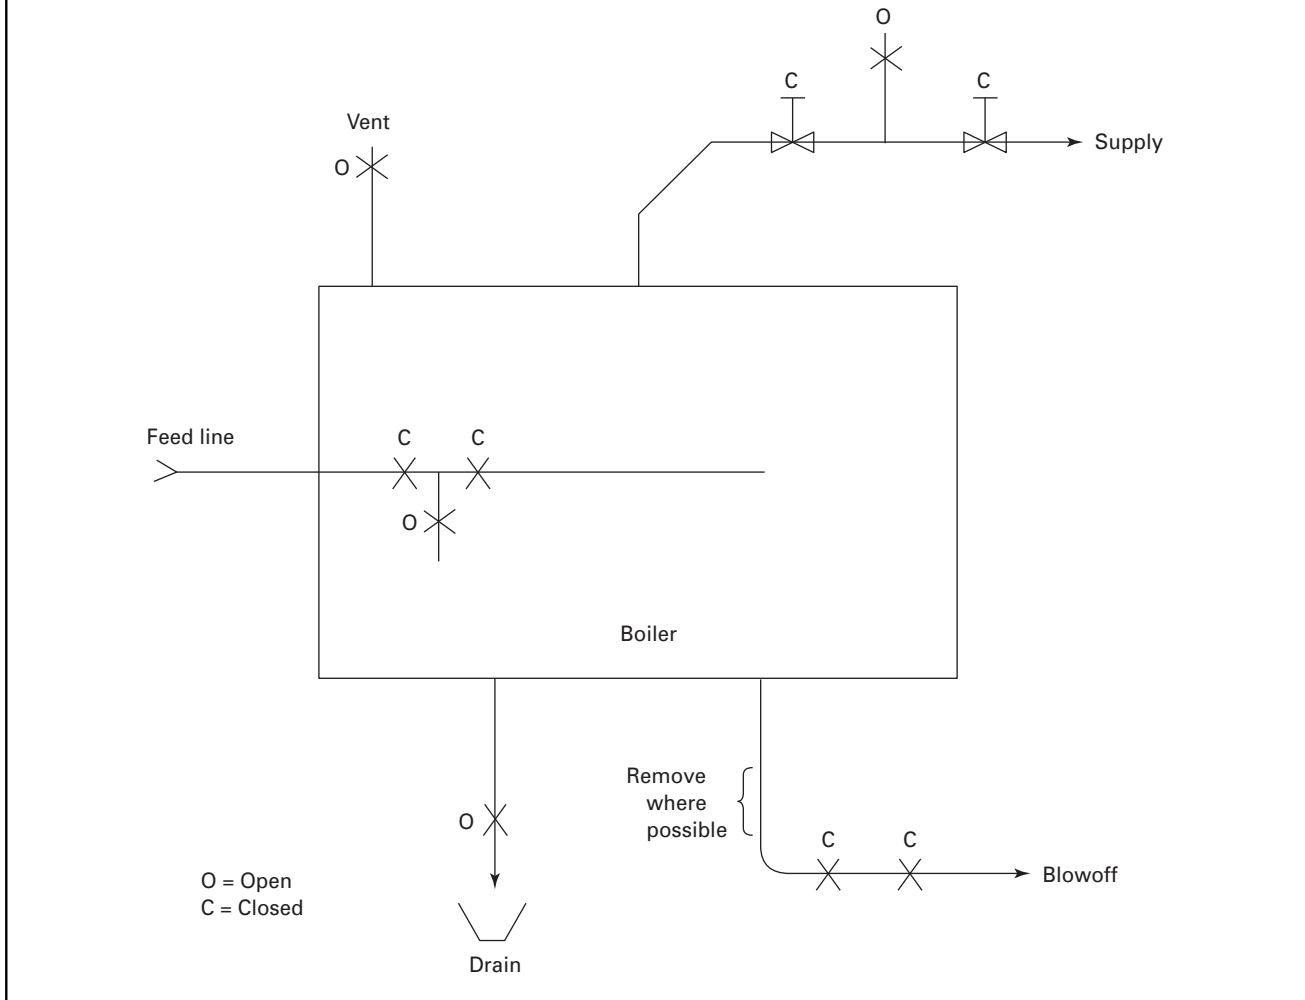 O
C
C
Supply
Vent
O
Feed line
C
C
O
Boiler
Remove
where
possible
O
C
C
Blowoff
O = Open
C = Closed
Drain